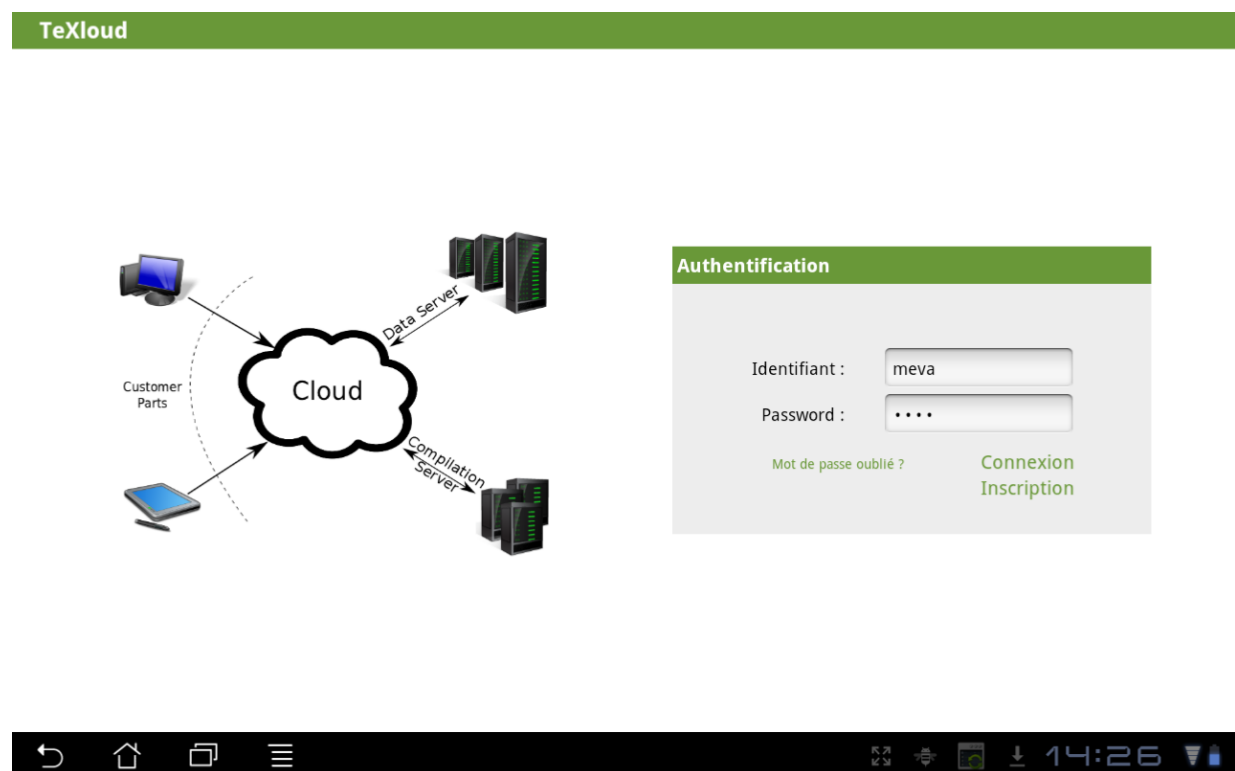 TeXloud
Data Server
Customer
Parts
Cloud
Compilation
Server
Authentification
Identifiant :
meva
Password :
••••
Mot de passe oublié ?
Connexion
Inscription
14:26